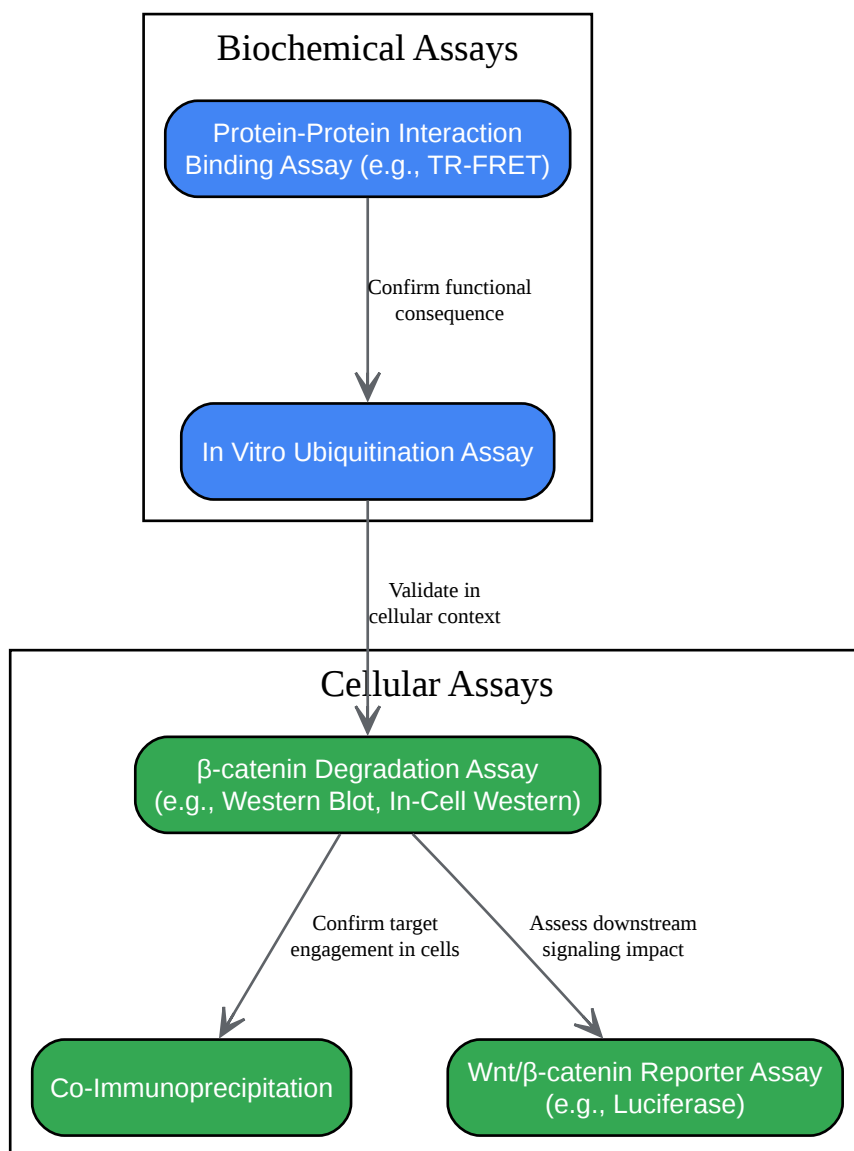 Biochemical Assays
Protein-Protein Interaction
Binding Assay (e.g., TR-FRET)
Confirm functional
consequence
In Vitro Ubiquitination Assay
Validate in
cellular context
Cellular Assays
β-catenin Degradation Assay
(e.g., Western Blot, In-Cell Western)
Confirm target
engagement in cells
Assess downstream
signaling impact
Co-Immunoprecipitation
Wnt/β-catenin Reporter Assay
(e.g., Luciferase)